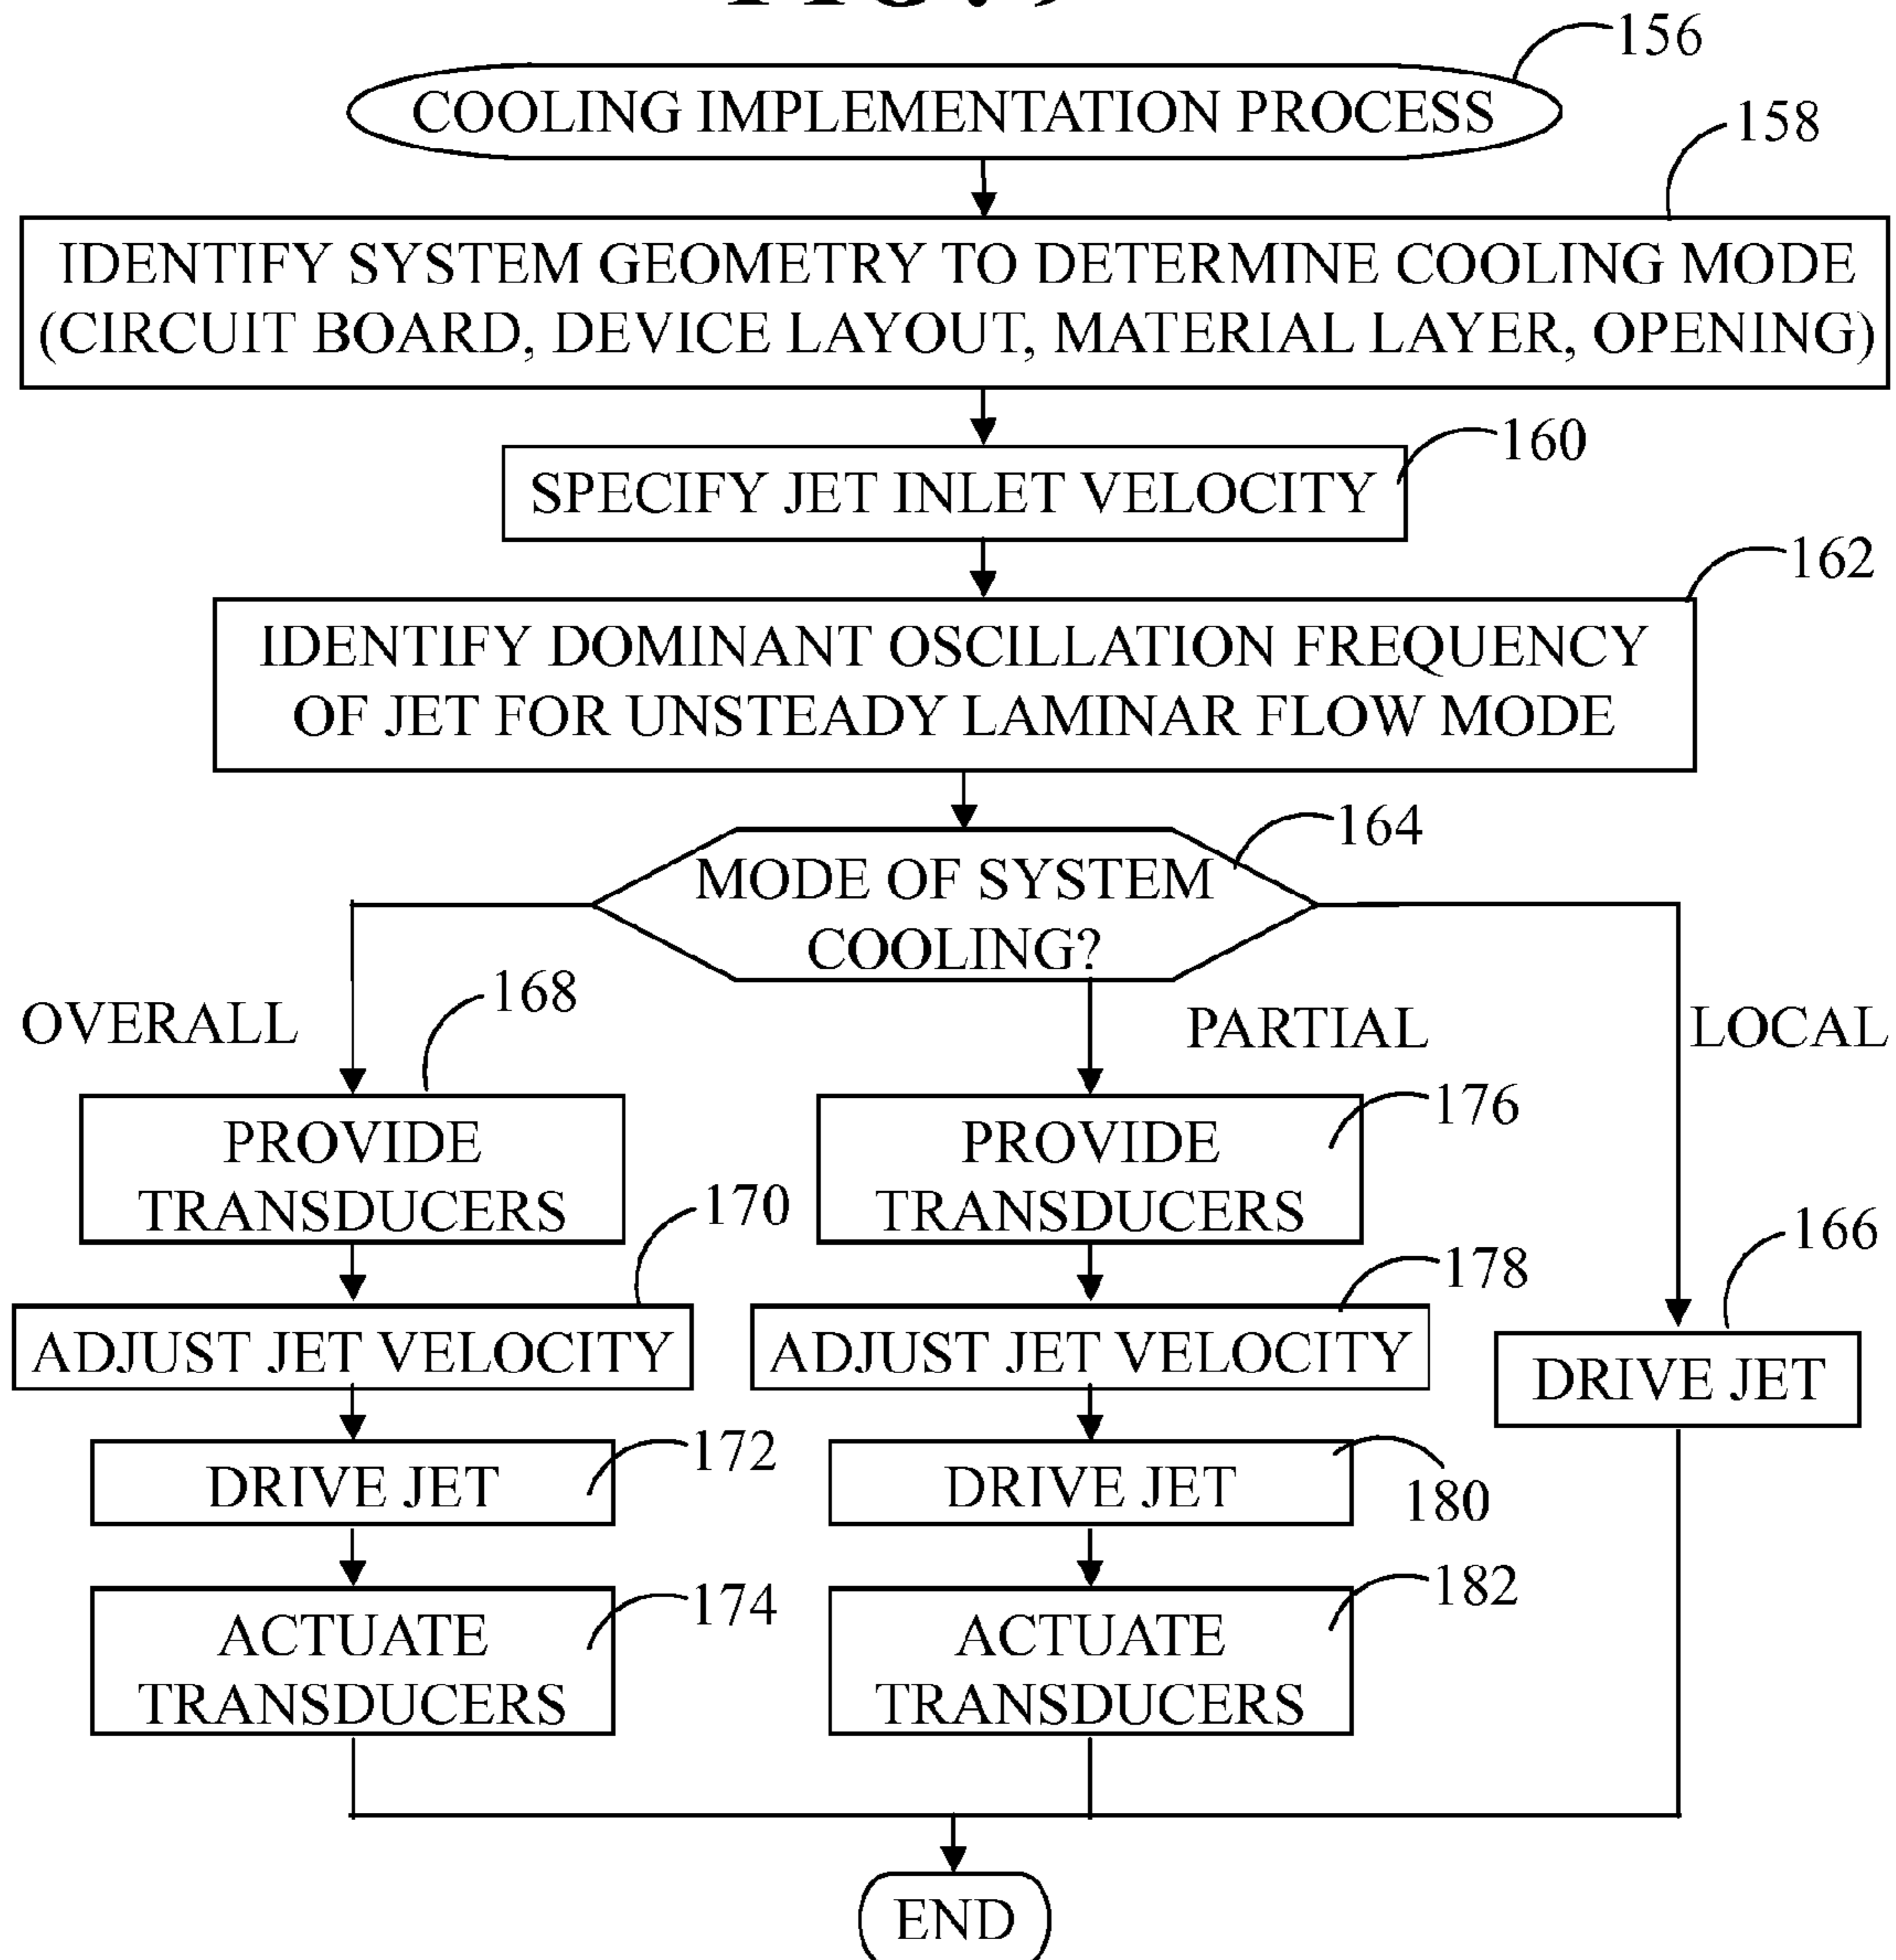 156
COOLING IMPLEMENTATION PROCESS
158
IDENTIFY SYSTEM GEOMETRY TO DETERMINE COOLING MODE
(CIRCUIT BOARD, DEVICE LAYOUT, MATERIAL LAYER, OPENING)
160
SPECIFY JET INLET VELOCITY
162
IDENTIFY DOMINANT OSCILLATION FREQUENCY
OF JET FOR UNSTEADY LAMINAR FLOW MODE
164
MODE OF SYSTEM
COOLING?
OVERALL
168
PROVIDE
TRANSDUCERS
170
ADJUST JET VELOCITY
172
DRIVE JET
174
ACTUATE
TRANSDUCERS
PARTIAL
176
PROVIDE
TRANSDUCERS
178
ADJUST JET VELOCITY
DRIVE JET
180
182
ACTUATE
TRANSDUCERS
LOCAL
166
DRIVE JET
END